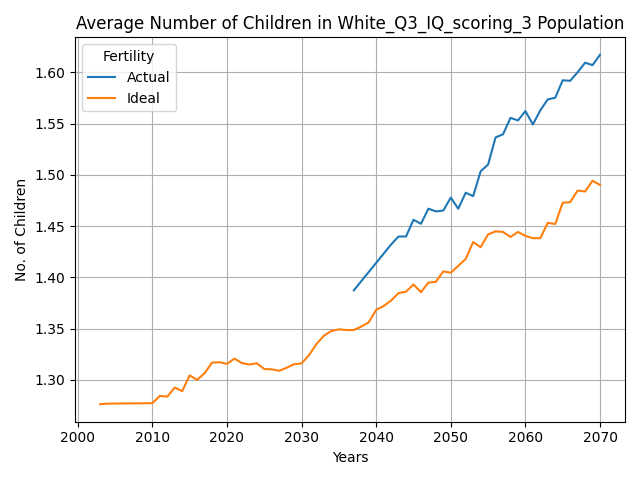 Average Number of Children in White_Q3_IQ_scoring_3 Population
Fertility
Actual
Ideal
No. of Children
1.60
1.55
1.50
1.45
1.40
1.35
1.30
2000 2010 2020 2030 2040 2050 2060 2070
Years